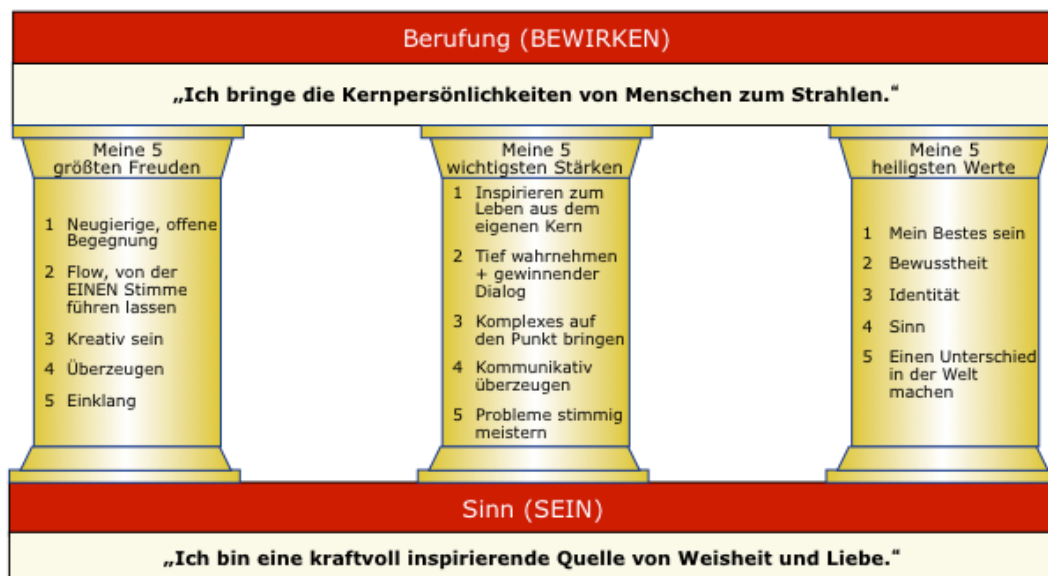 Berufung (BEWIRKEN)
„Ich bringe die Kernpersönlichkeiten von Menschen zum Strahlen.“
Meine 5
größten Freuden
1 Neugierige, offene
Begegnung
2 Flow, von der
EINEN Stimme
führen lassen
3 Kreativ sein
4 Überzeugen
5 Einklang
Meine 5
wichtigsten Stärken
1 Inspirieren zum
Leben aus dem
eigenen Kern
2 Tief wahrnehmen
+ gewinnender
Dialog
3 Komplexes auf
den Punkt bringen
4 Kommunikativ
überzeugen
5 Probleme stimmig
meistern
Meine 5
heiligsten Werte
1 Mein Bestes sein
2 Bewusstheit
3 Identität
4 Sinn
5 Einen Unterschied
in der Welt
machen
Sinn (SEIN)
„Ich bin eine kraftvoll inspirierende Quelle von Weisheit und Liebe.“